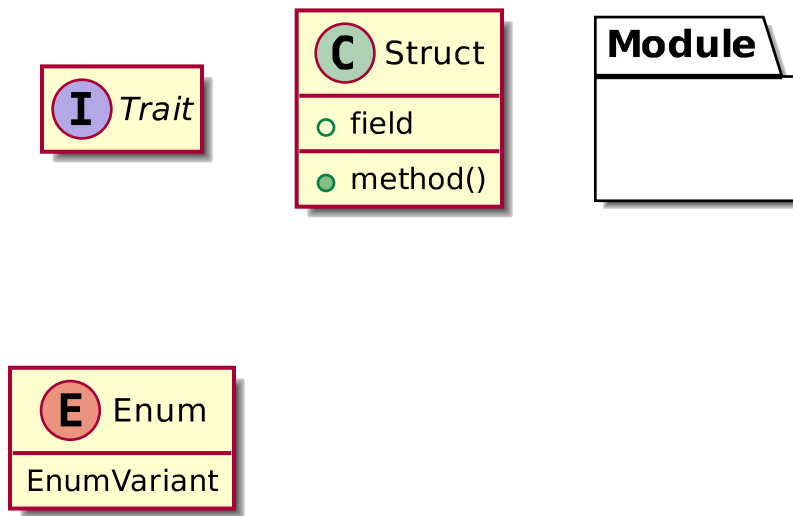 I Trait
C Struct
field
method()
Module
E Enum
EnumVariant